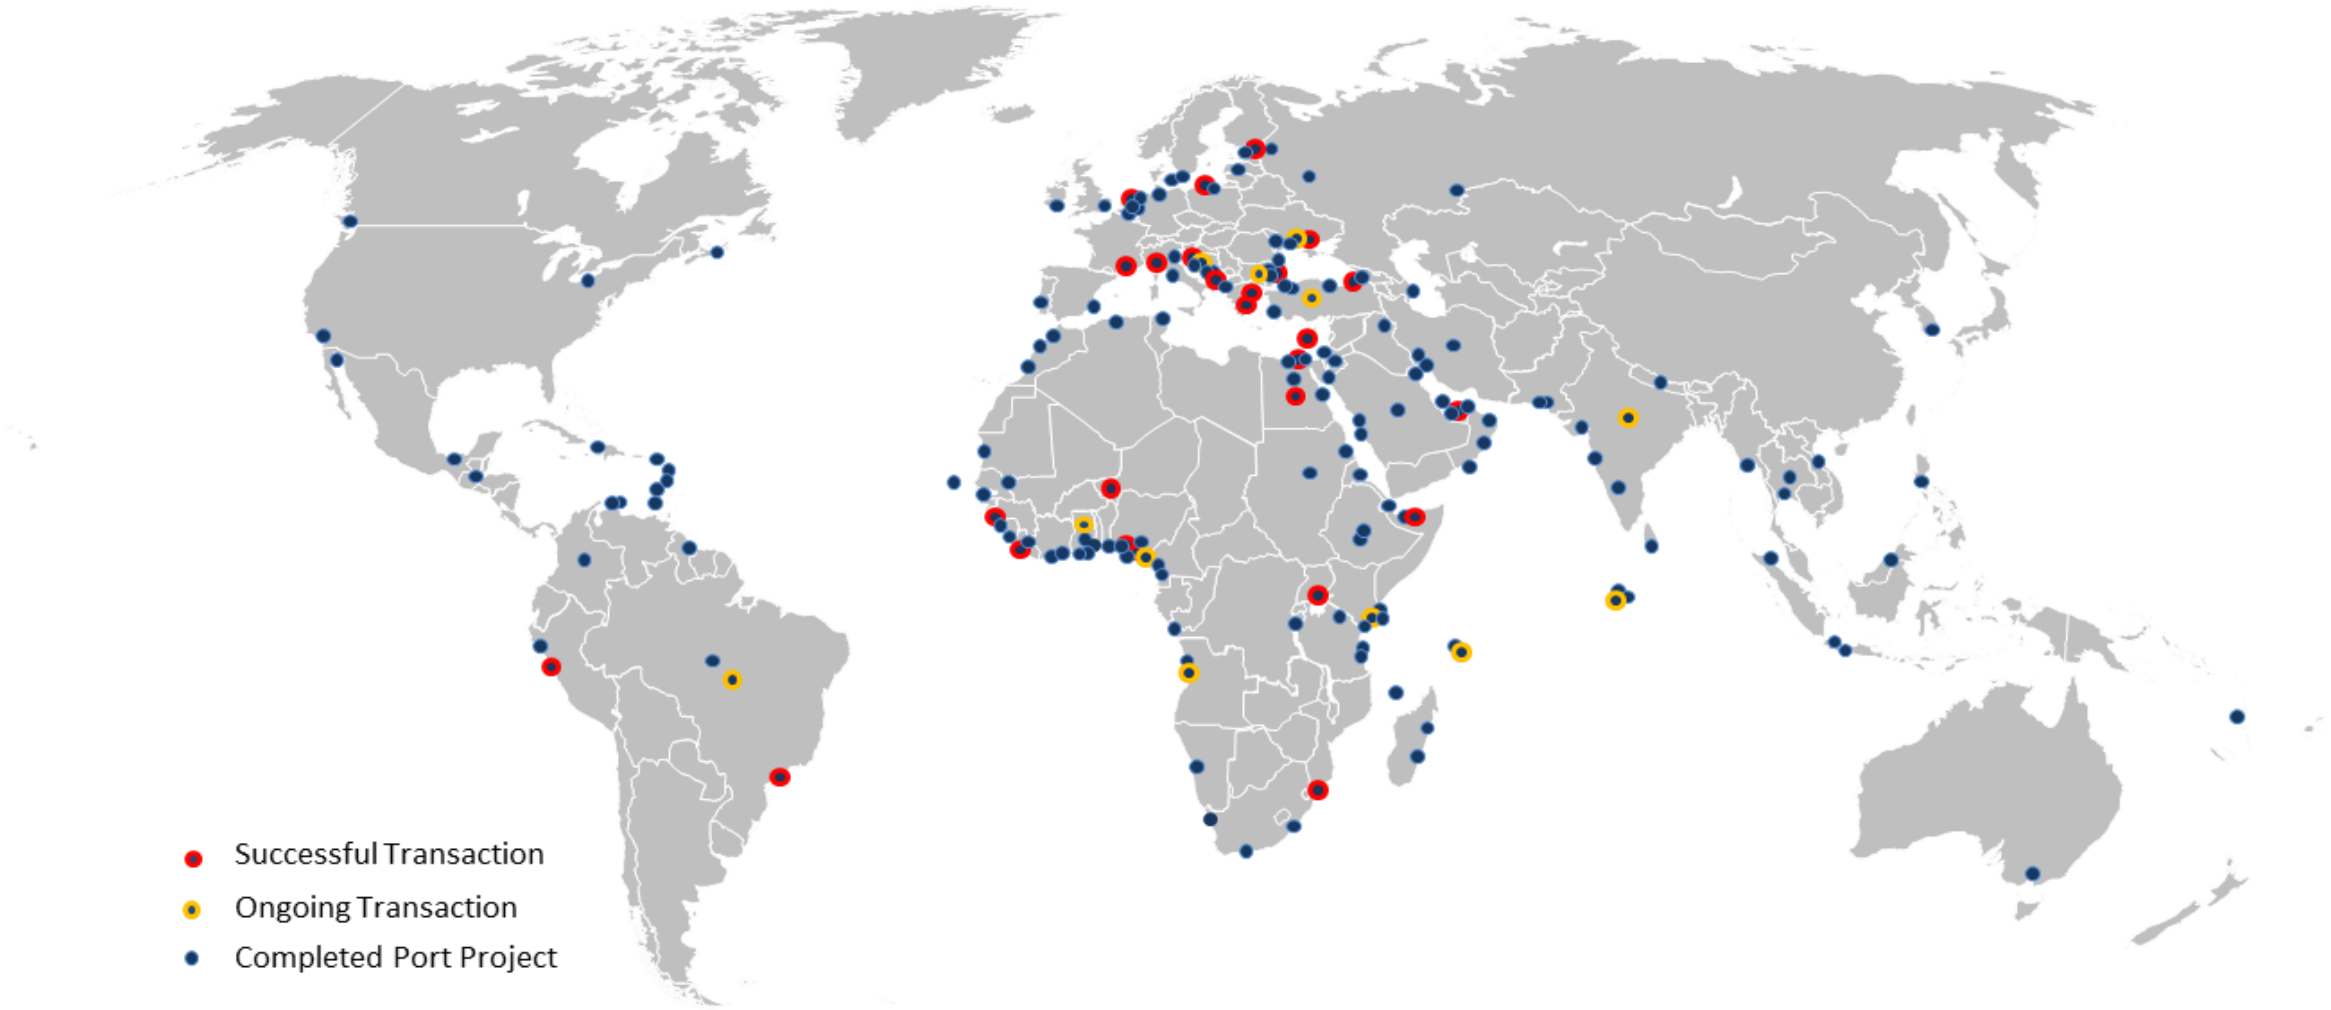 Successful Transaction
Ongoing Transaction
Completed Port Project